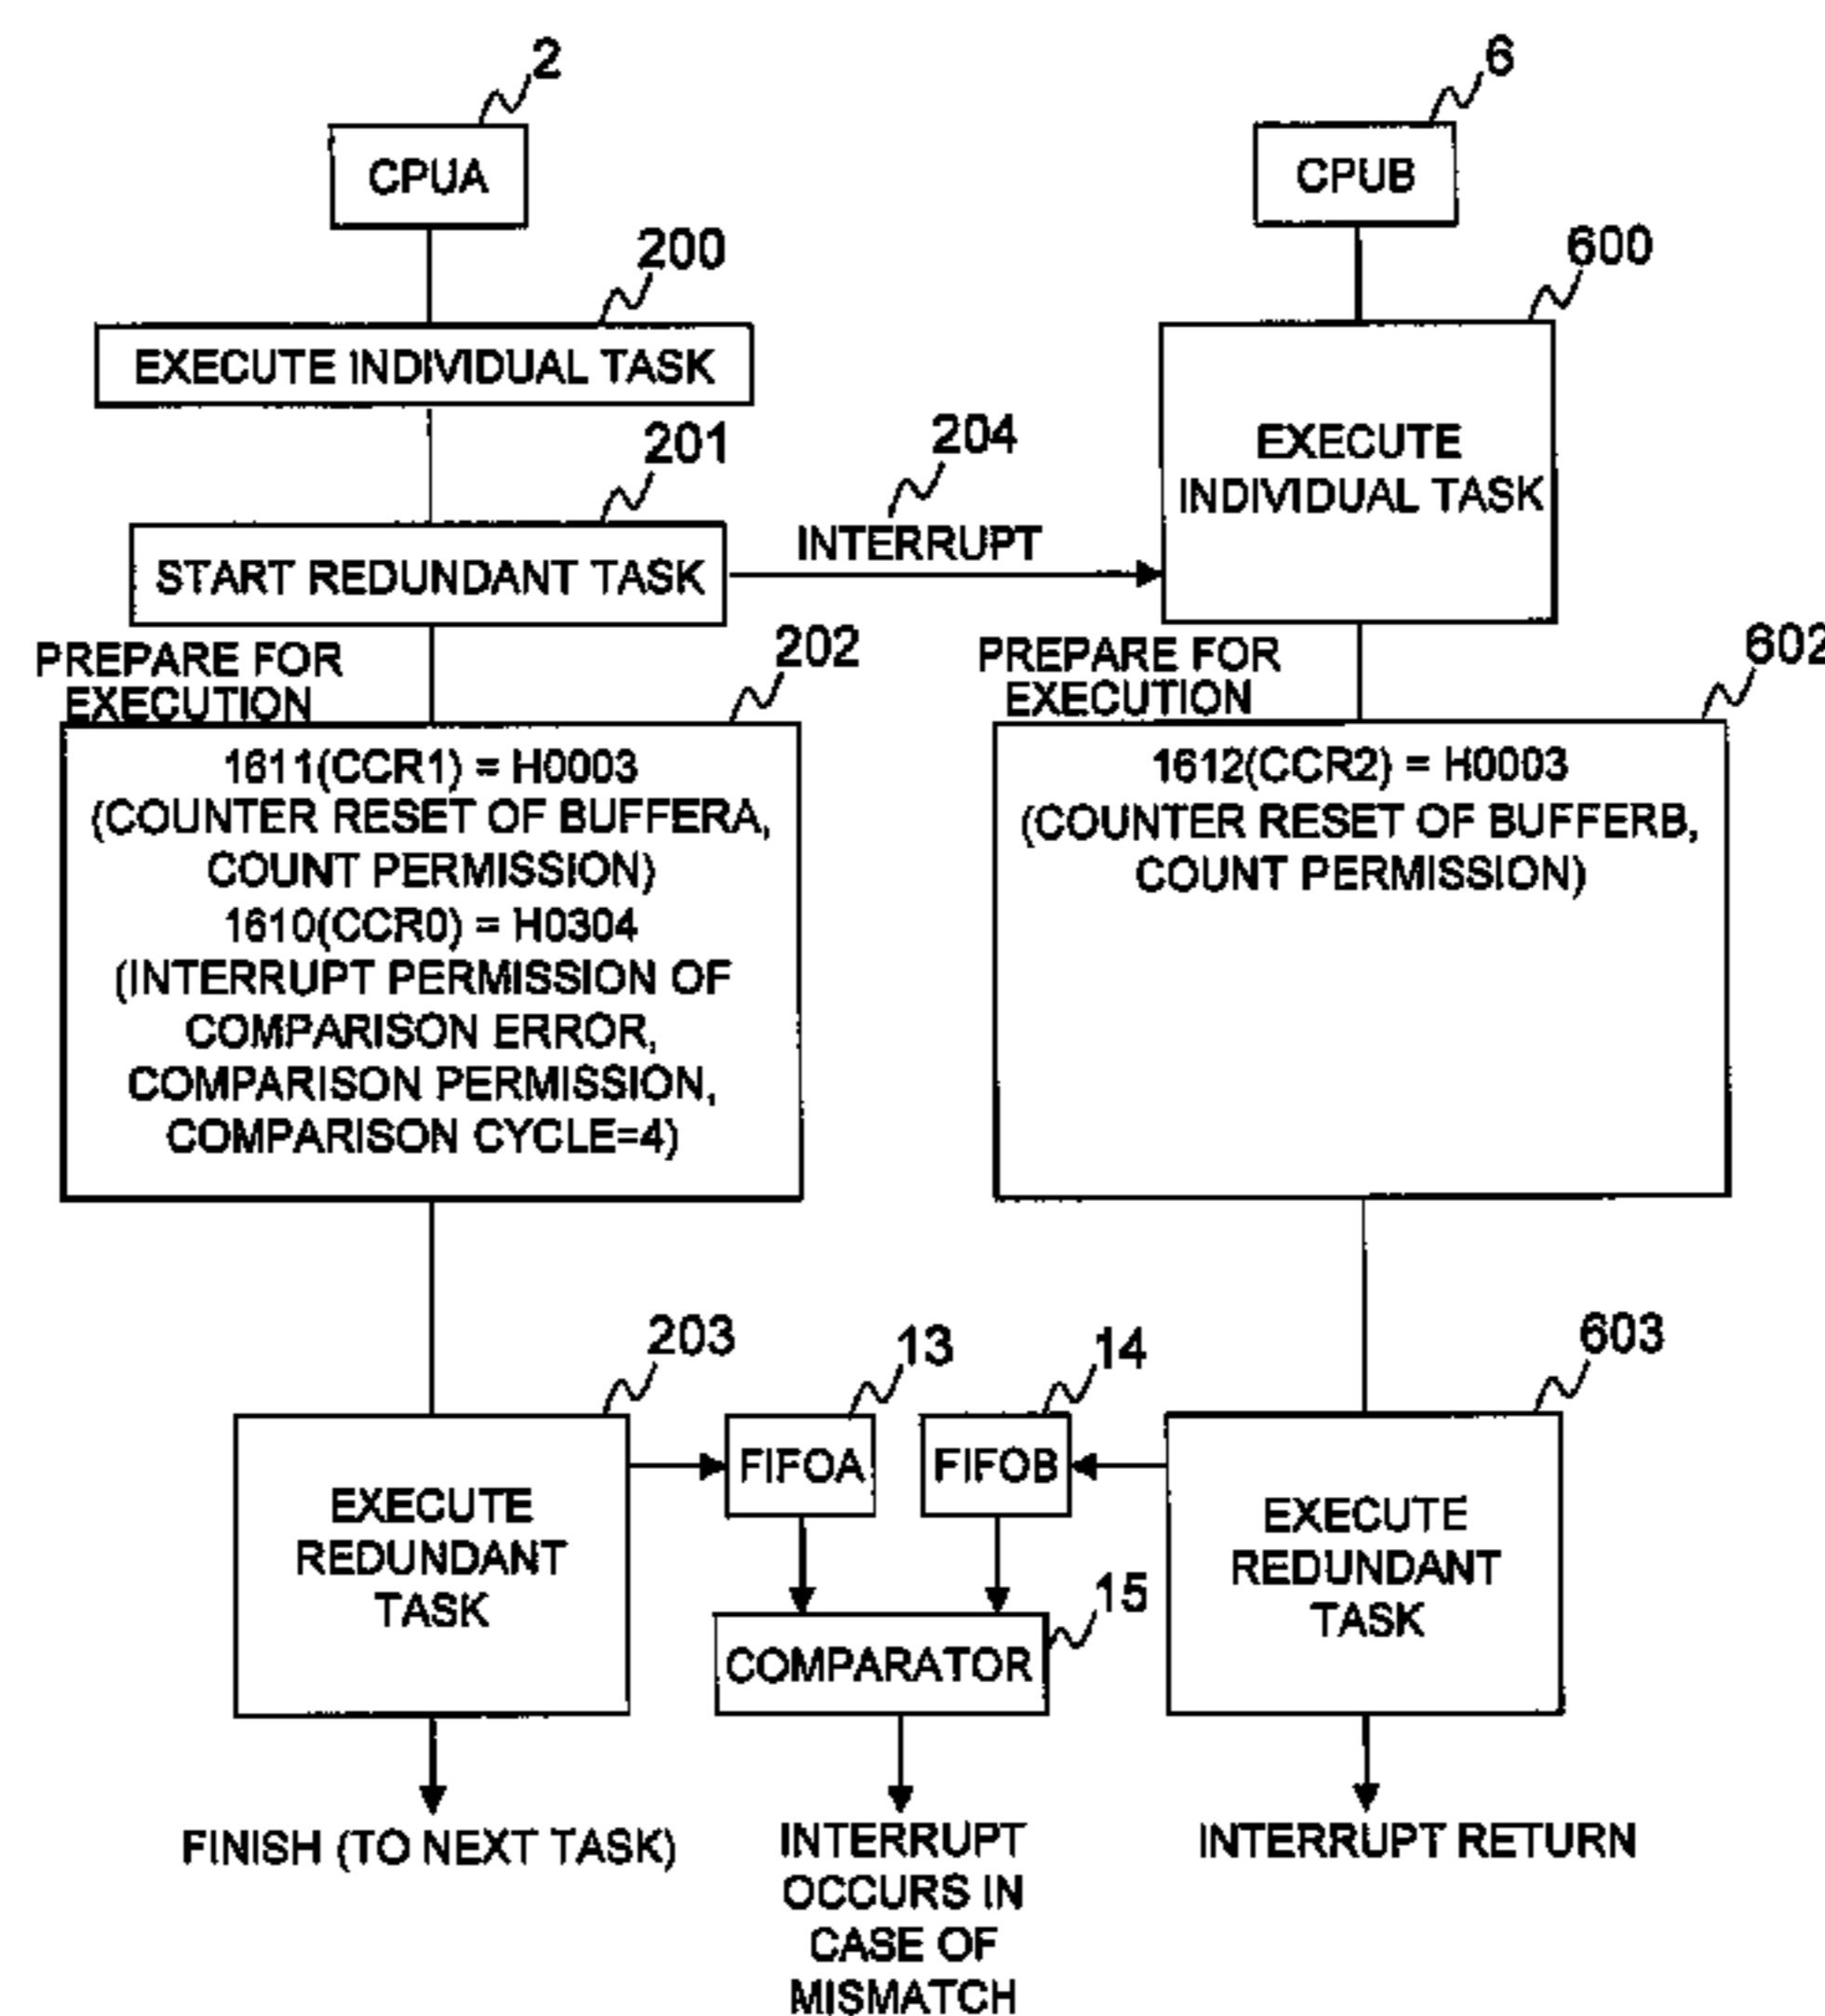 2
6
CPUA
CPUB
200
600
EXECUTE INDIVIDUAL TASK
EXECUTE
INDIVIDUAL TASK
201
204
START REDUNDANT TASK
INTERRUPT
PREPARE FOR
EXECUTION
202
1611(CCR1) = H0003
(COUNTER RESET OF BUFFERA,
COUNT PERMISSION)
1610(CCR0) = H0304
(INTERRUPT PERMISSION OF
COMPARISON ERROR,
COMPARISON PERMISSION,
COMPARISON CYCLE=4)
PREPARE FOR
EXECUTION
602
1612(CCR2) = H0003
(COUNTER RESET OF BUFFERB,
COUNT PERMISSION)
203
13
14
603
EXECUTE
REDUNDANT
TASK
FIFOA
FIFOB
EXECUTE
REDUNDANT
TASK
15
COMPARATOR
FINISH (TO NEXT TASK)
INTERRUPT
OCCURS IN
CASE OF
MISMATCH
INTERRUPT RETURN